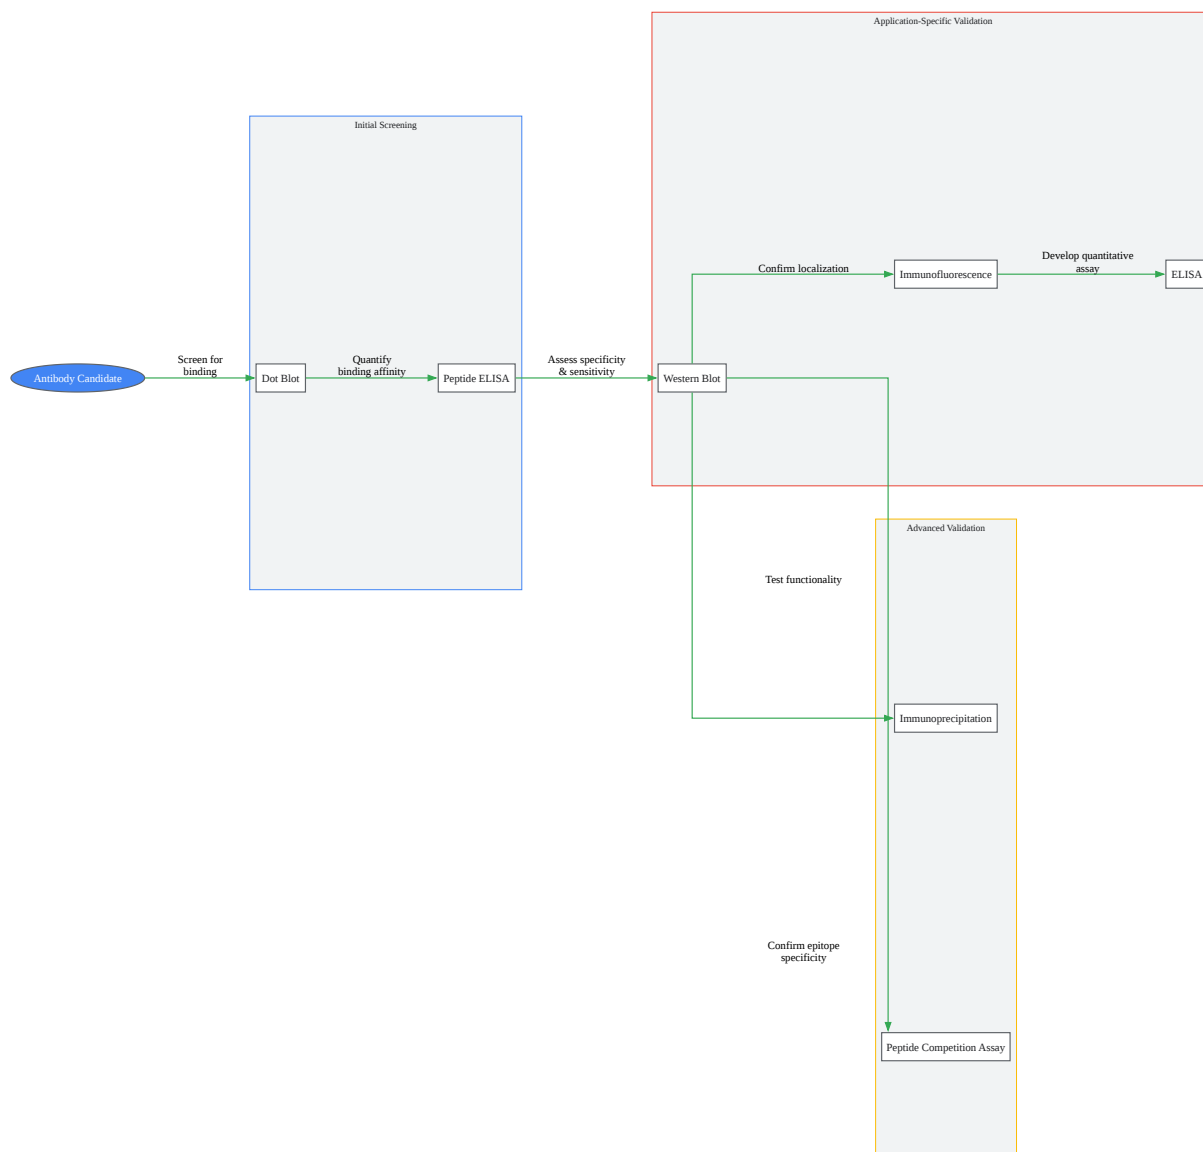 Application-Specific Validation
Initial Screening
Develop quantitative
assay
Confirm localization
Immunofluorescence
ELISA
Screen for
binding
Quantify
binding affinity
Assess specificity
& sensitivity
Antibody Candidate
Dot Blot
Peptide ELISA
Western Blot
Advanced Validation
Test functionality
Immunoprecipitation
Confirm epitope
specificity
Peptide Competition Assay